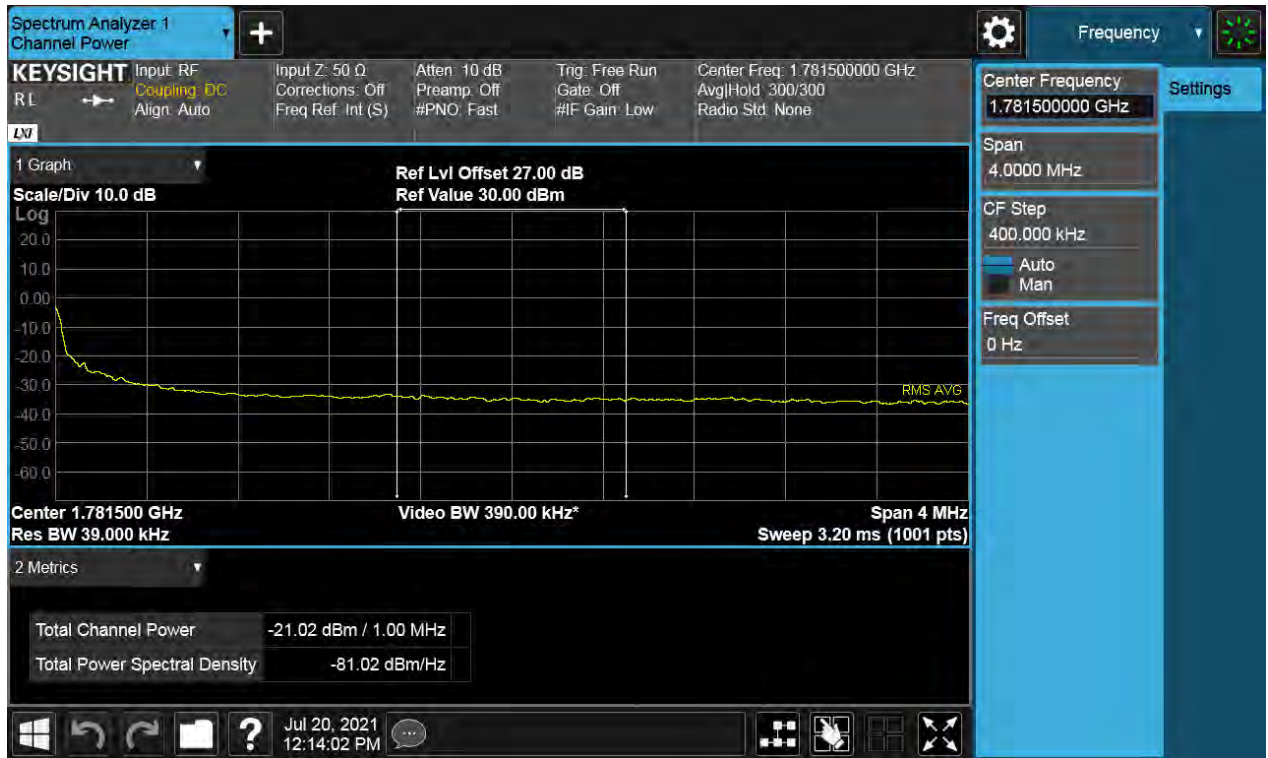 Spectrum Analyzer 1
Channel Power
+
Frequency
KEYSIGHT
RL
LXI
Input: RF
Coupling: DC
Align: Auto
Input Z: 50 Ω
Corrections: Off
Freq Ref: Int (S)
Atten: 10 dB
Preamp: Off
#PNO: Fast
Trig: Free Run
Gate: Off
#IF Gain: Low
Center Freq: 1.781500000 GHz
Avg|Hold: 300/300
Radio Std: None
1 Graph
Scale/Div 10.0 dB
Ref Lvl Offset 27.00 dB
Ref Value 30.00 dBm
Log
20.0
10.0
0.00
-10.0
-20.0
-30.0
-40.0
-50.0
-60.0
RMS AVG
Center 1.781500 GHz
Video BW 390.00 kHz*
Span 4 MHz
Res BW 39.000 kHz
Sweep 3.20 ms (1001 pts)
2 Metrics
Total Channel Power -21.02 dBm / 1.00 MHz
Total Power Spectral Density -81.02 dBm/Hz
?
Jul 20, 2021
12:14:02 PM
Center Frequency
1.781500000 GHz
Settings
Span
4.0000 MHz
CF Step
400.000 kHz
Auto
Man
Freq Offset
0 Hz